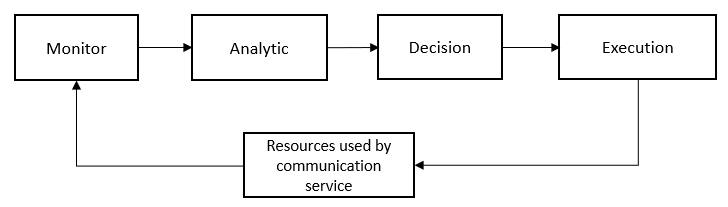 Monitor
Analytic
Decision
Execution
Resources used by
communication
service